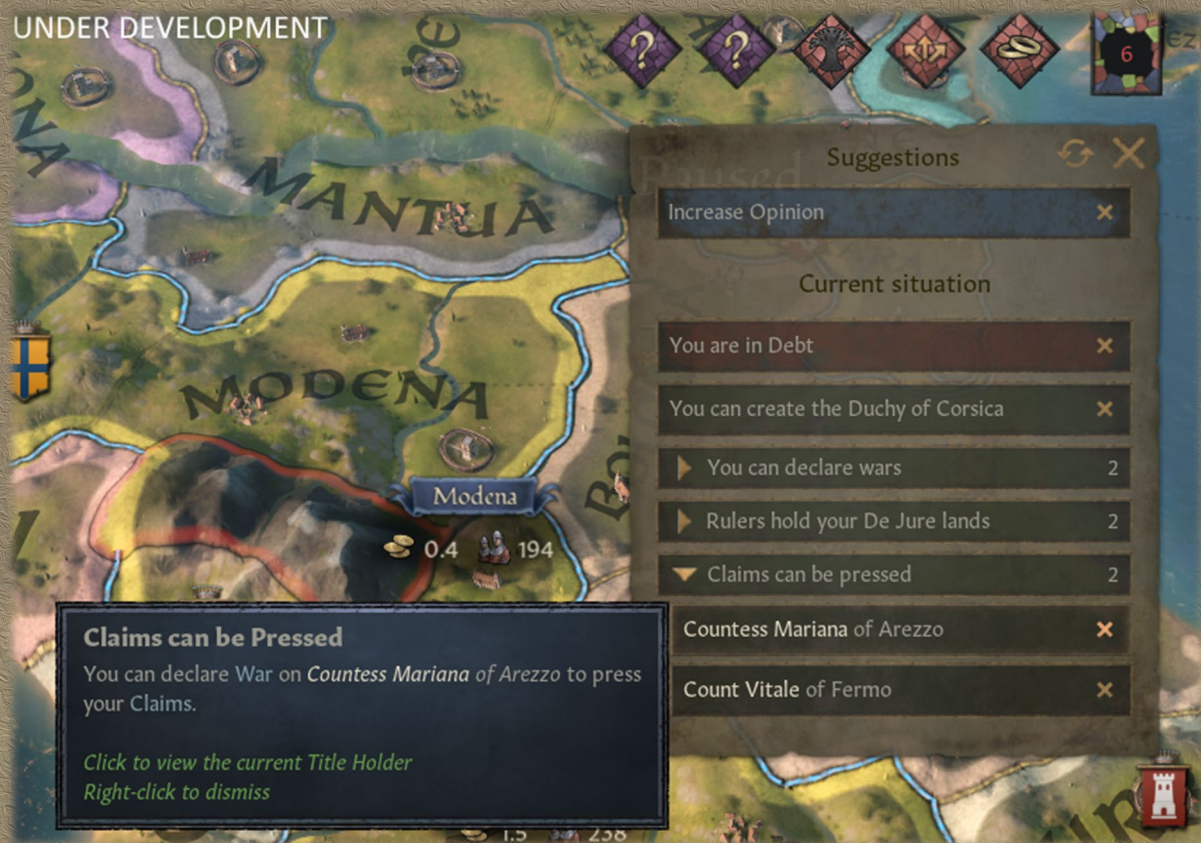 UNDER DEVELOPMENT
?
?
6
MANTUA
Paused
Suggestions
Increase Opinion
Current situation
You are in Debt
You can create the Duchy of Corsica
MODENA
You can declare wars 2
Modena
0.4 194
Rulers hold your De Jure lands 2
Claims can be pressed 2
Claims can be Pressed
You can declare War on Countess Mariana of Arezzo to press
your Claims.
Click to view the current Title Holder
Right-click to dismiss
Countess Mariana of Arezzo
Count Vitale of Fermo
1.5 238